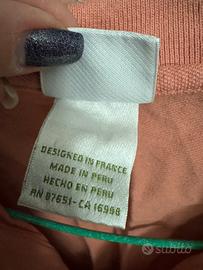 DESIGNED IN FRANCE
MADE IN PERU
HECHO EN PERU
RN 87651 - CA 16998
subito